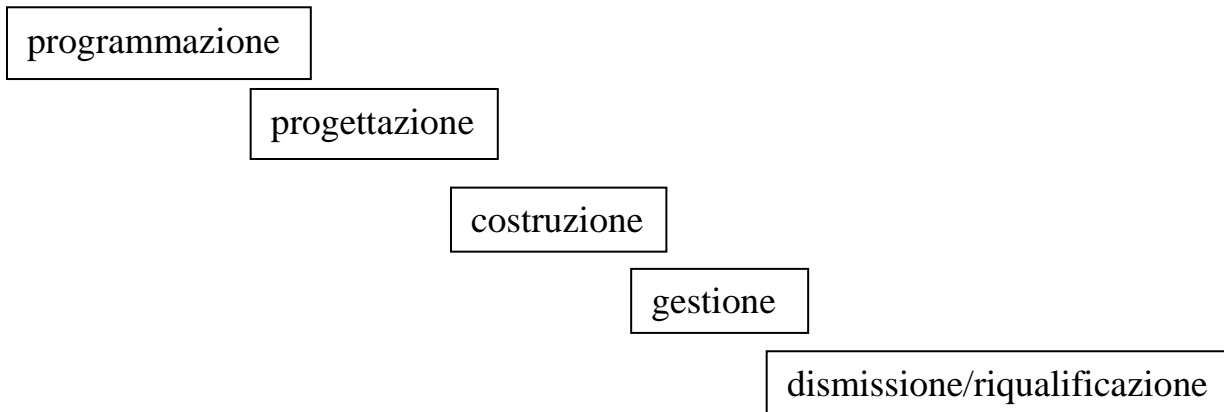 programmazione
progettazione
costruzione
gestione
dismissione/riqualificazione